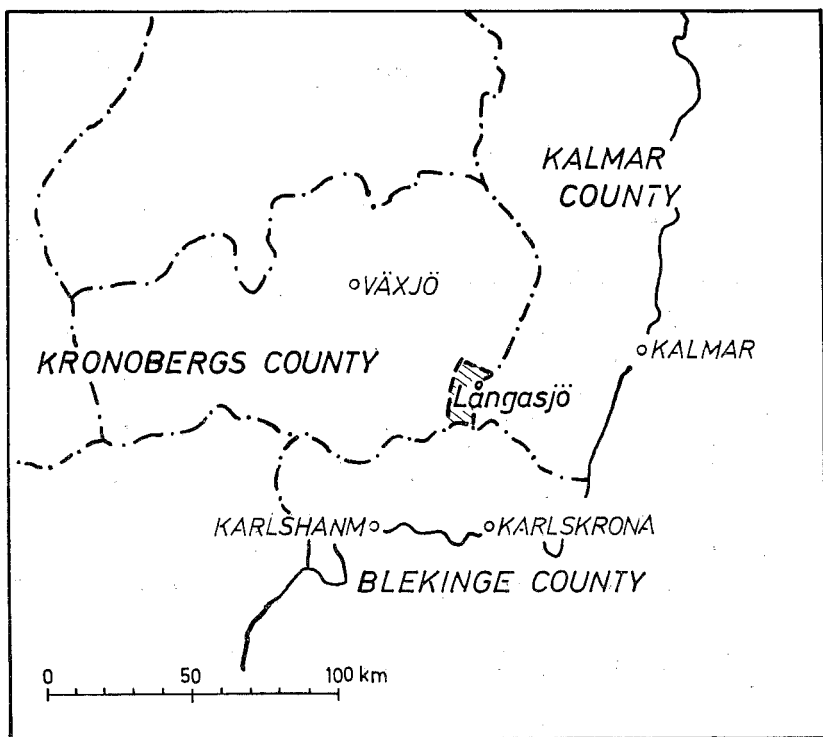 KALMAR
COUNTY
VÄXJÖ
KALMAR
KRONOBERGS COUNTY
Långasjö
KARLSHANM
KARLSKRONA
BLEKINGE COUNTY
0 50 100 km